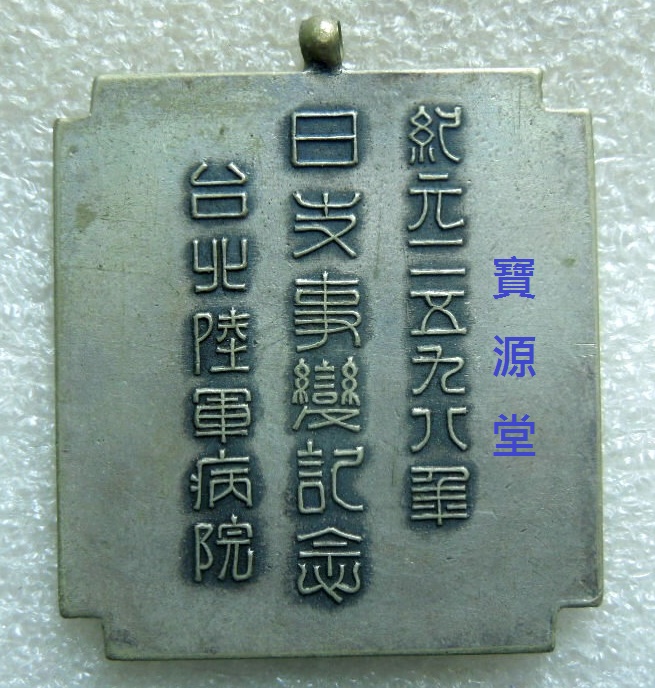 寶源堂
紀元二五九八年
日支事變記念
台北陸軍病院